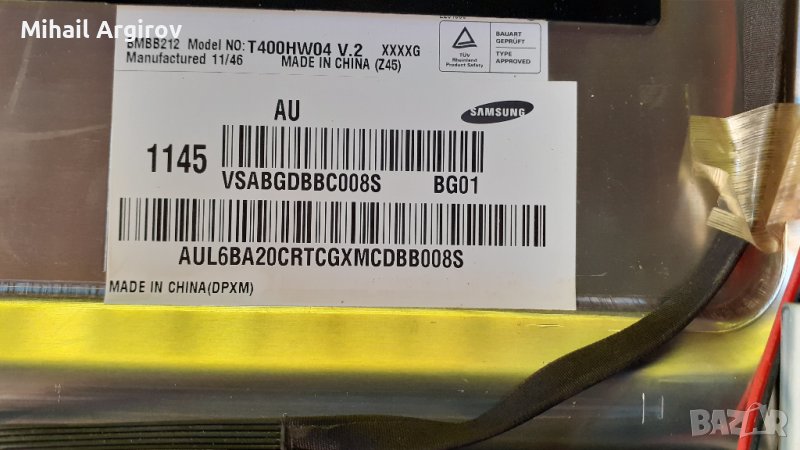 Mihail Argirov
BMBB212 Model NO: T400HW04 V.2 XXXXG
Manufactured 11/46 MADE IN CHINA (Z45)
TÜV
Rheinland
Product Safety
BAUART
GEPRÜFT
TYPE
APPROVED
AU
SAMSUNG
1145
VSABGDBBC008S BG01
AUL6BA20CRTCGXMCDBB008S
MADE IN CHINA(DPXM)
BAZAR